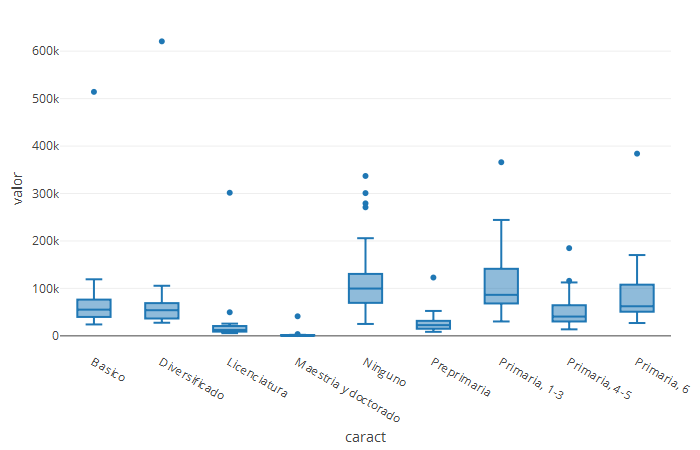 600k
500k
400k
300k
200k
100k
0
valor
Basico
Diversificado
Licenciatura
Maestria y doctorado
Ninguno
Preprimaria
Primaria, 1-3
Primaria, 4-5
Primaria, 6
caract